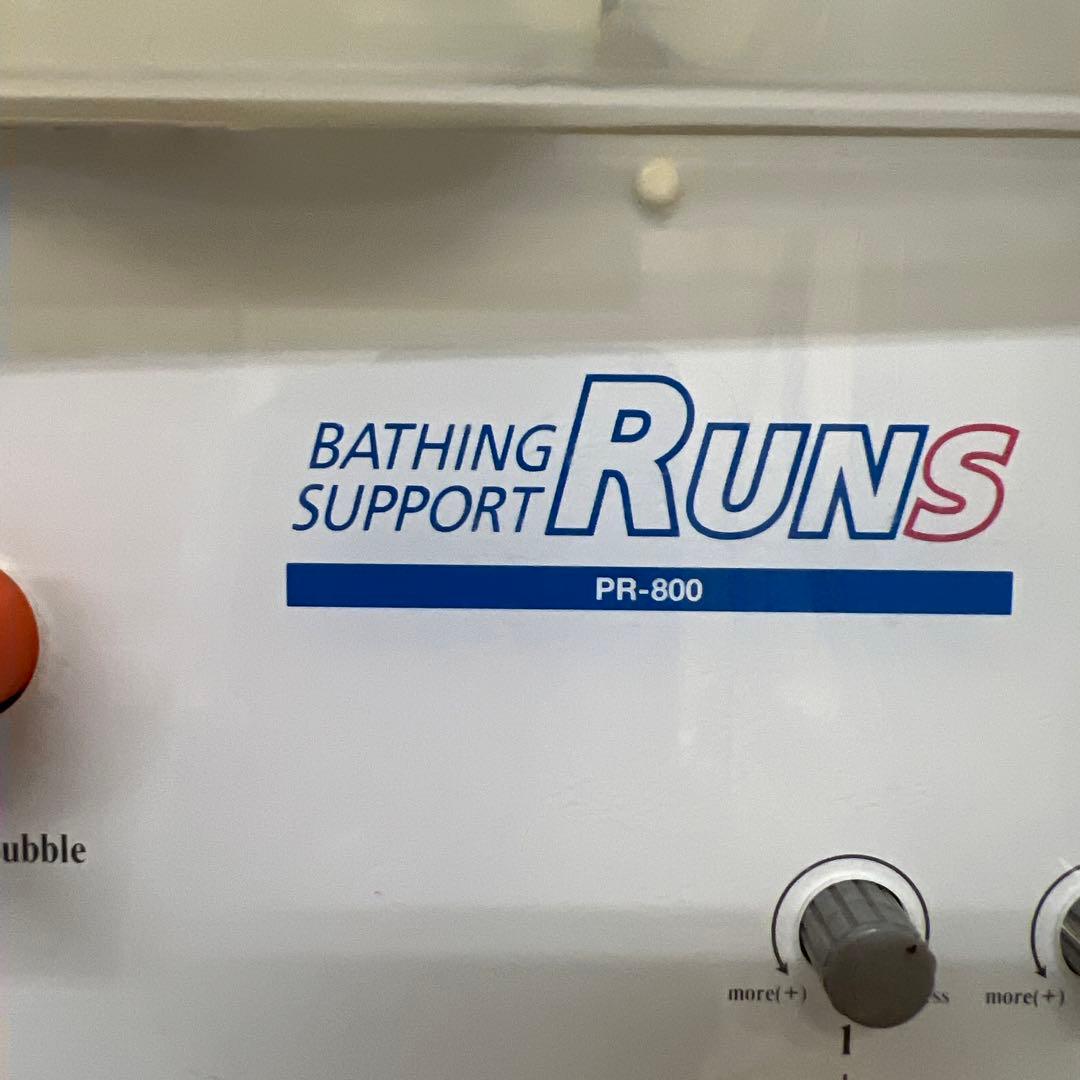 BATHING
SUPPORT
RUNS
PR-800
ubble
more(+)
more(+)
1